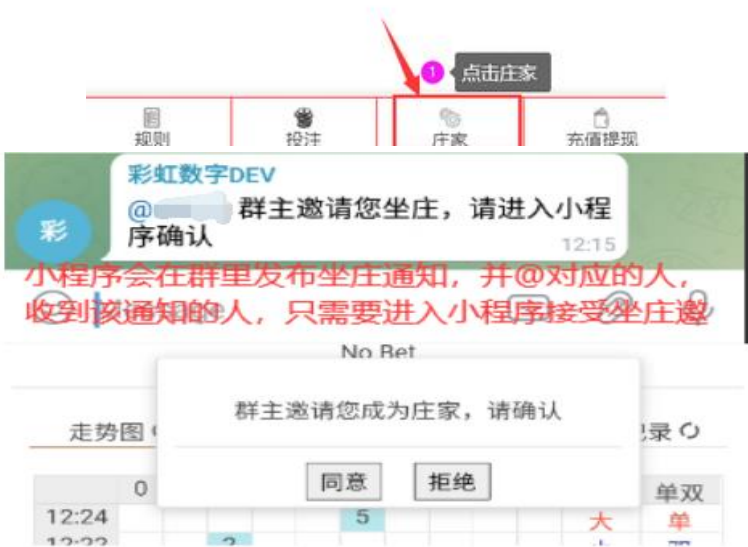 1 点击庄家
规则 投注 庄家 充值提现
彩虹数字DEV
彩
@ 群主邀请您坐庄，请进入小程
序确认
12:15
小程序会在群里发布坐庄通知，并@对应的人，
收到该通知的人，只需要进入小程序接受坐庄邀
No Bet
群主邀请您成为庄家，请确认
走势图 录
同意 拒绝
0 单双
12:24 5 大 单
12:22 2